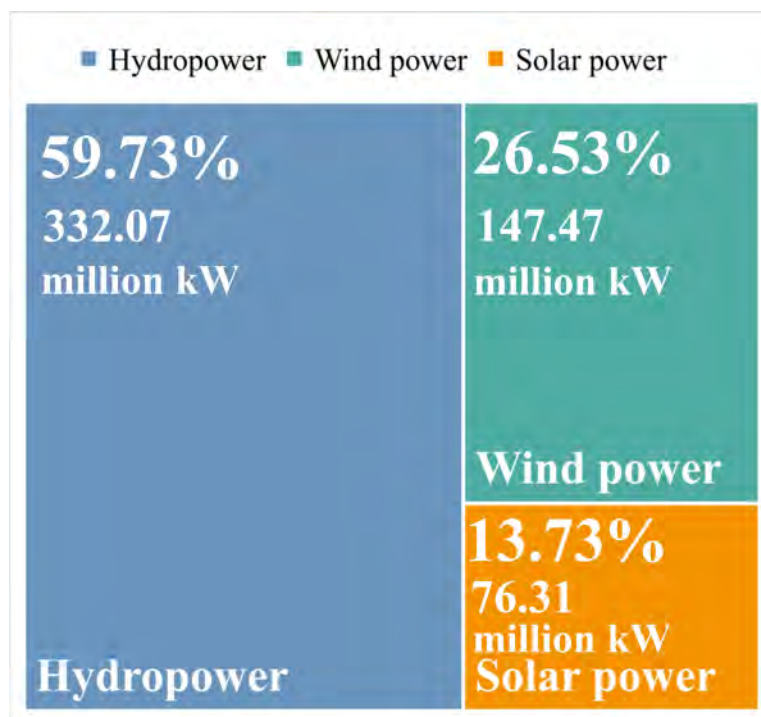 Hydropower Wind power Solar power
59.73%
332.07
million kW
Hydropower
26.53%
147.47
million kW
Wind power
13.73%
76.31
million kW
Solar power